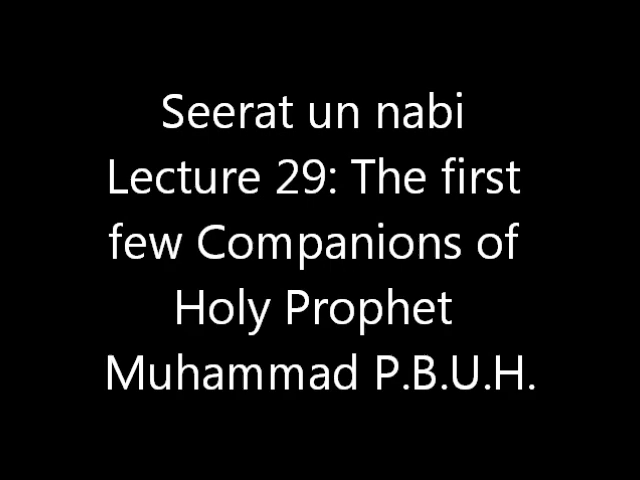 Seerat un nabi
Lecture 29: The first
few Companions of
Holy Prophet
Muhammad P.B.U.H.